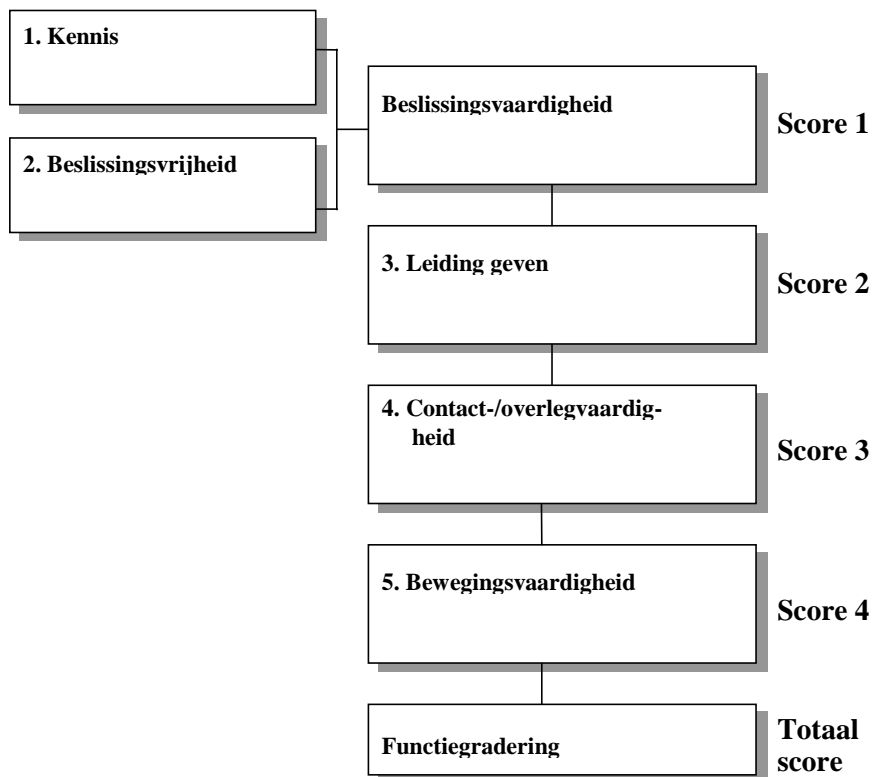 1. Kennis
2. Beslissingsvrijheid
Beslissingsvaardigheid
Score 1
3. Leiding geven
Score 2
4. Contact-/overlegvaardig-
heid
Score 3
5. Bewegingsvaardigheid
Score 4
Functiegradering
Totaal
score